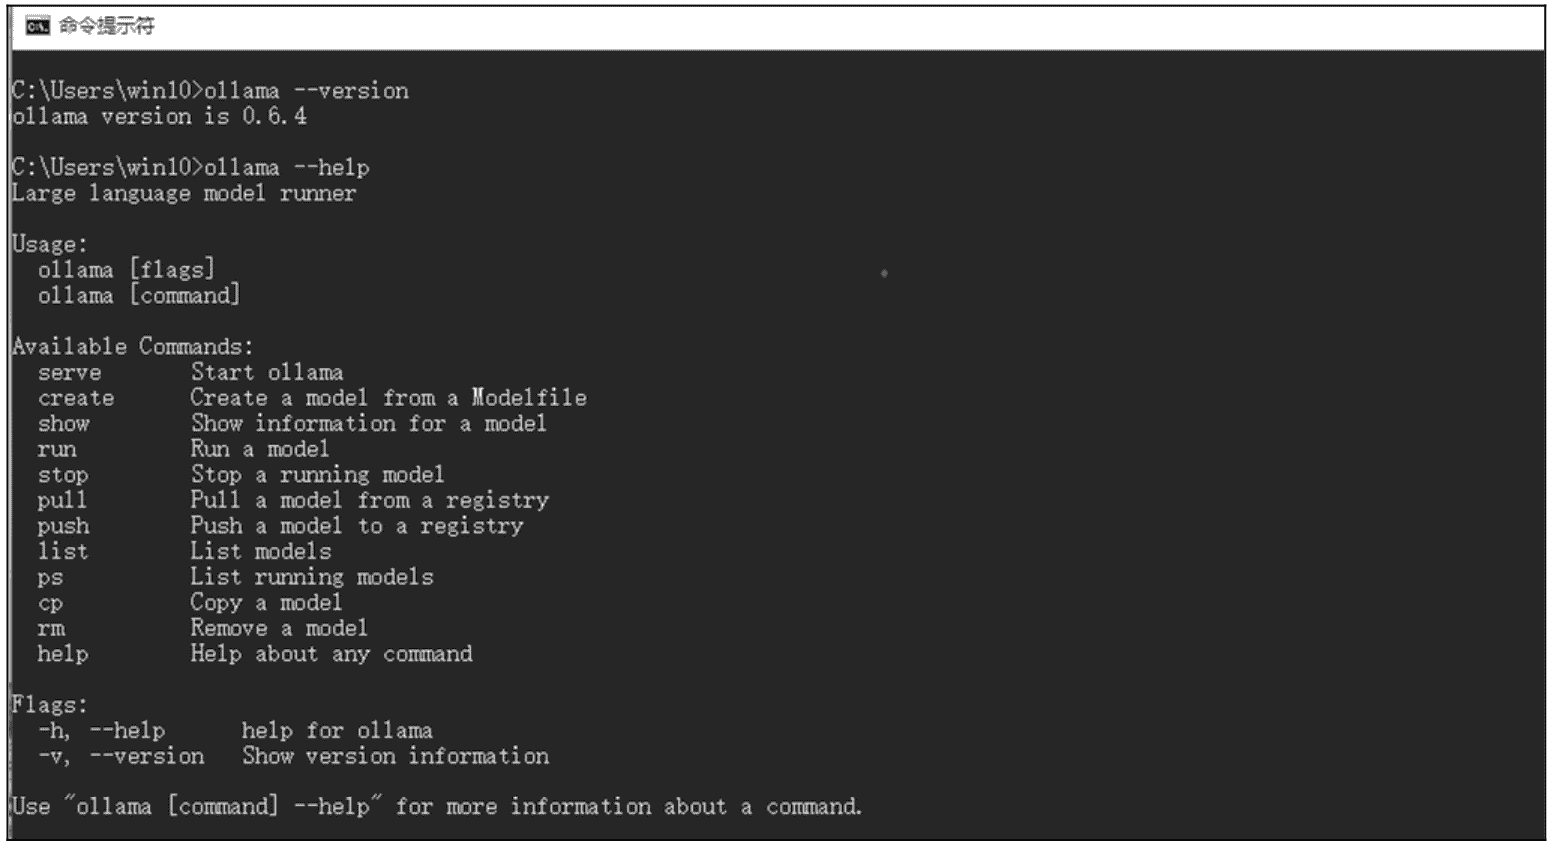 命令提示符
C:\Users\win10>ollama --version
ollama version is 0.6.4
C:\Users\win10>ollama --help
Large language model runner
Usage:
ollama [flags]
ollama [command]
Available Commands:
serve Start ollama
create Create a model from a Modelfile
show Show information for a model
run Run a model
stop Stop a running model
pull Pull a model from a registry
push Push a model to a registry
list List models
ps List running models
cp Copy a model
rm Remove a model
help Help about any command
Flags:
-h, --help help for ollama
-v, --version Show version information
Use "ollama [command] --help" for more information about a command.